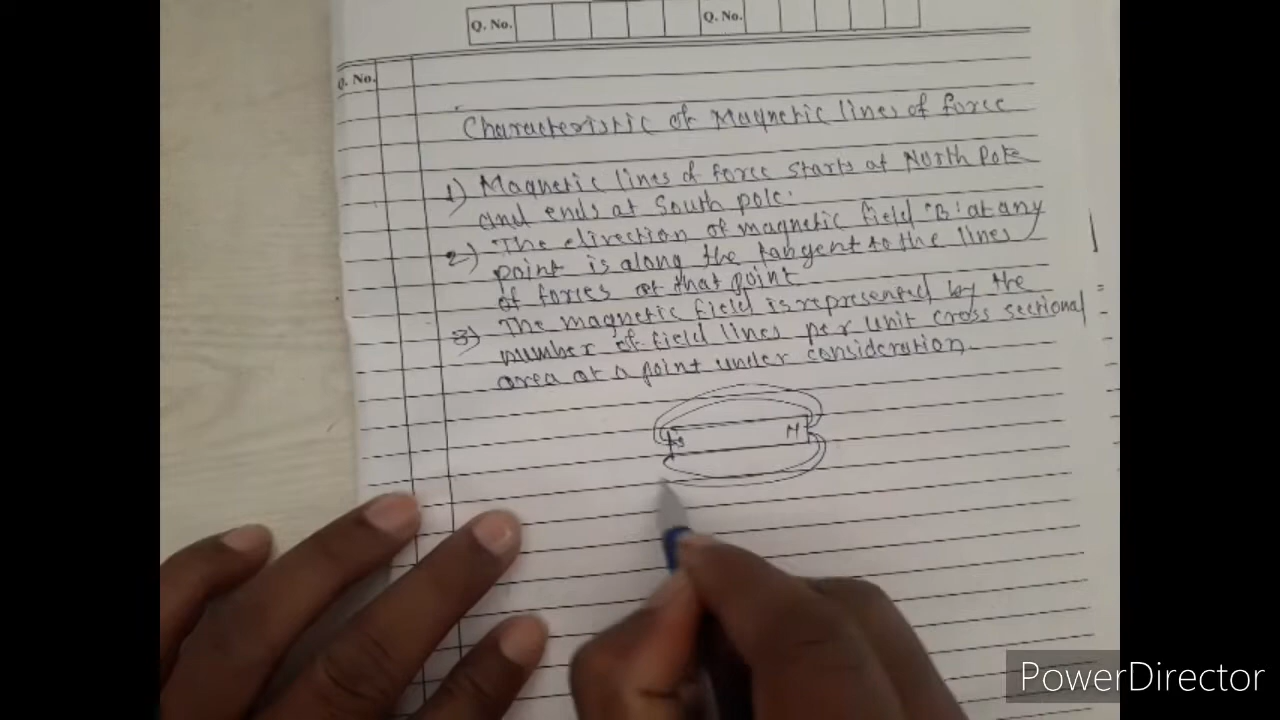 Q. No. Q. No.
Q. No.
Characteristic of Magnetic lines of force
1) Magnetic lines of force starts at North Pole
and ends at South pole.
2) The direction of magnetic field 'B' at any
point is along the tangent to the lines
of forces at that point
3) The magnetic field is represented by the
number of field lines per unit cross sectional
area at a point under consideration.
S N
PowerDirector